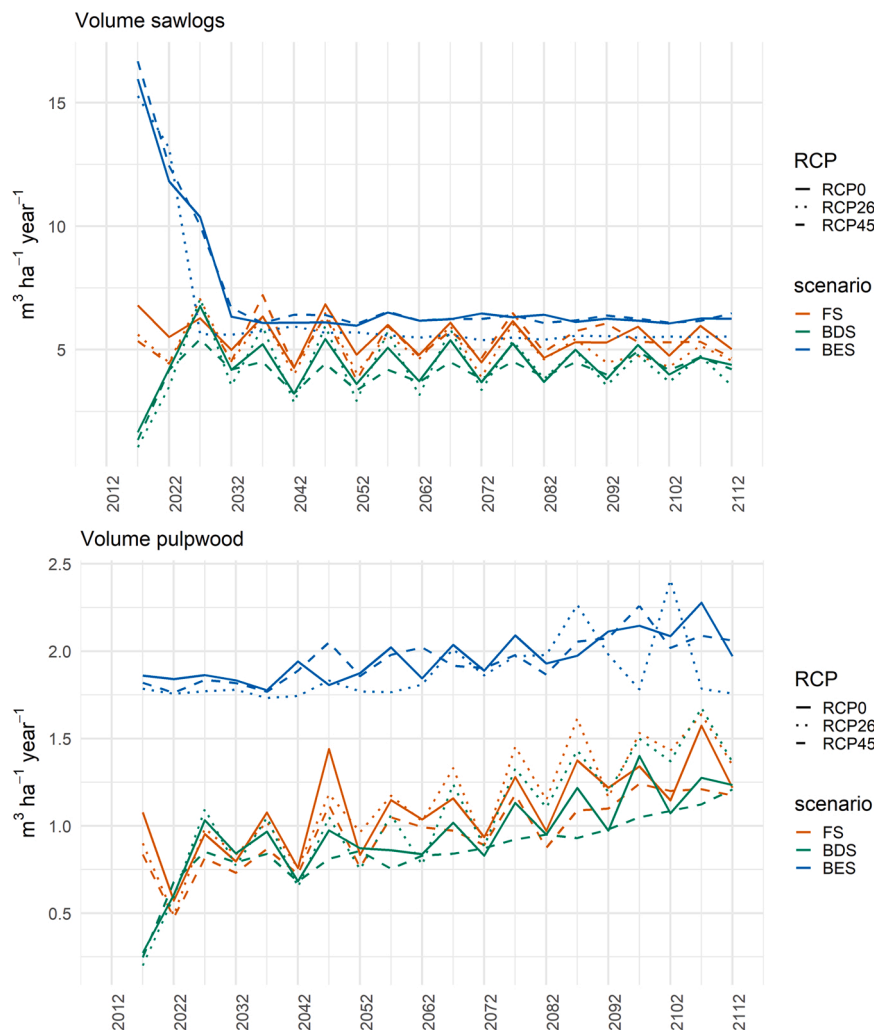 Volume sawlogs
15
10
5
m³ ha⁻¹ year⁻¹
2012 2022 2032 2042 2052 2062 2072 2082 2092 2102 2112
RCP
RCP0
RCP26
RCP45
scenario
FS
BDS
BES
Volume pulpwood
2.5
2.0
1.5
1.0
0.5
m³ ha⁻¹ year⁻¹
2012 2022 2032 2042 2052 2062 2072 2082 2092 2102 2112
RCP
RCP0
RCP26
RCP45
scenario
FS
BDS
BES